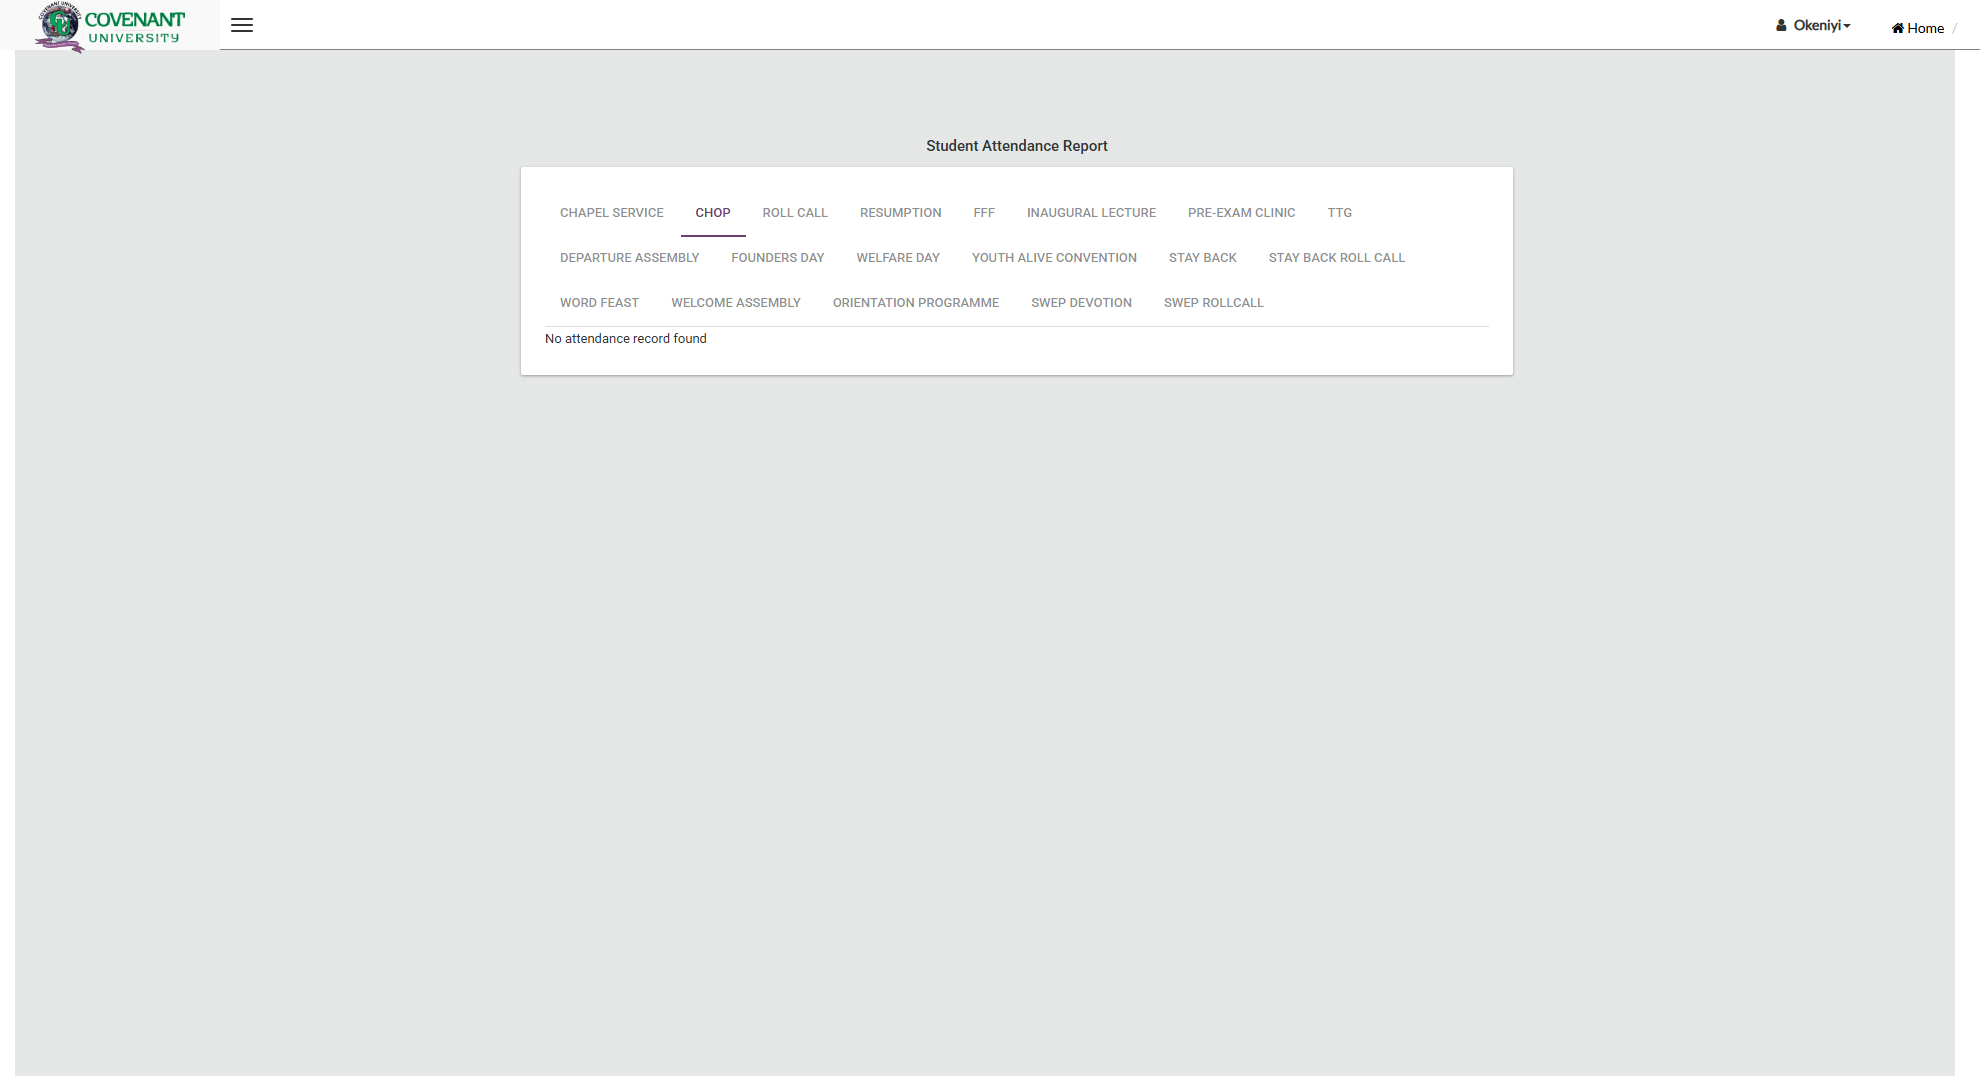 COVENANT UNIVERSITY
COVENANT
UNIVERSITY
Okeniyi
Home /
Student Attendance Report
CHAPEL SERVICE CHOP ROLL CALL RESUMPTION FFF INAUGURAL LECTURE PRE-EXAM CLINIC TTG
DEPARTURE ASSEMBLY FOUNDERS DAY WELFARE DAY YOUTH ALIVE CONVENTION STAY BACK STAY BACK ROLL CALL
WORD FEAST WELCOME ASSEMBLY ORIENTATION PROGRAMME SWEP DEVOTION SWEP ROLLCALL
No attendance record found